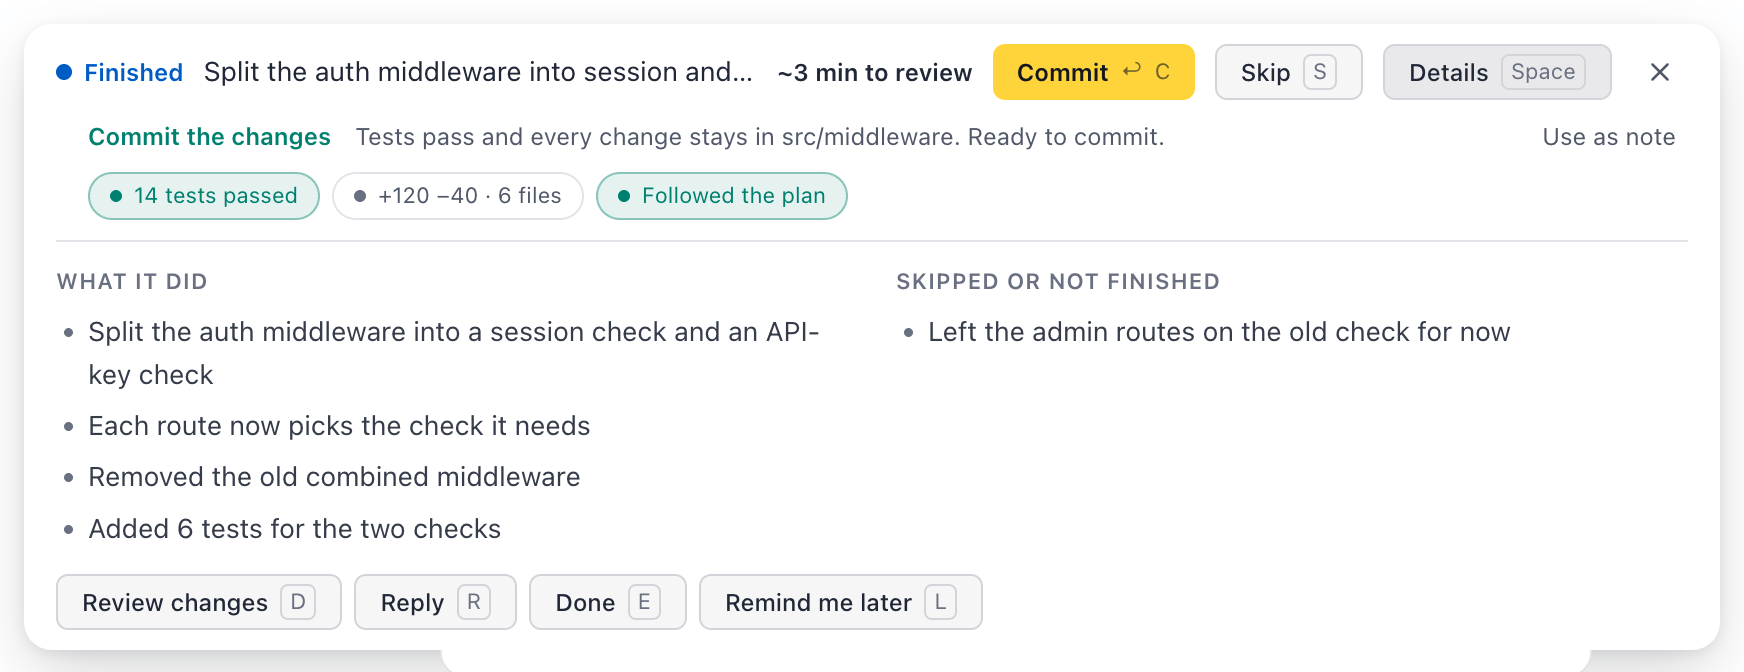 Finished Split the auth middleware into session and... ~3 min to review Commit ↩ C Skip S Details Space ×
Commit the changes Tests pass and every change stays in src/middleware. Ready to commit. Use as note
14 tests passed +120 −40 · 6 files Followed the plan
WHAT IT DID
Split the auth middleware into a session check and an API-
key check
Each route now picks the check it needs
Removed the old combined middleware
Added 6 tests for the two checks
SKIPPED OR NOT FINISHED
Left the admin routes on the old check for now
Review changes D Reply R Done E Remind me later L